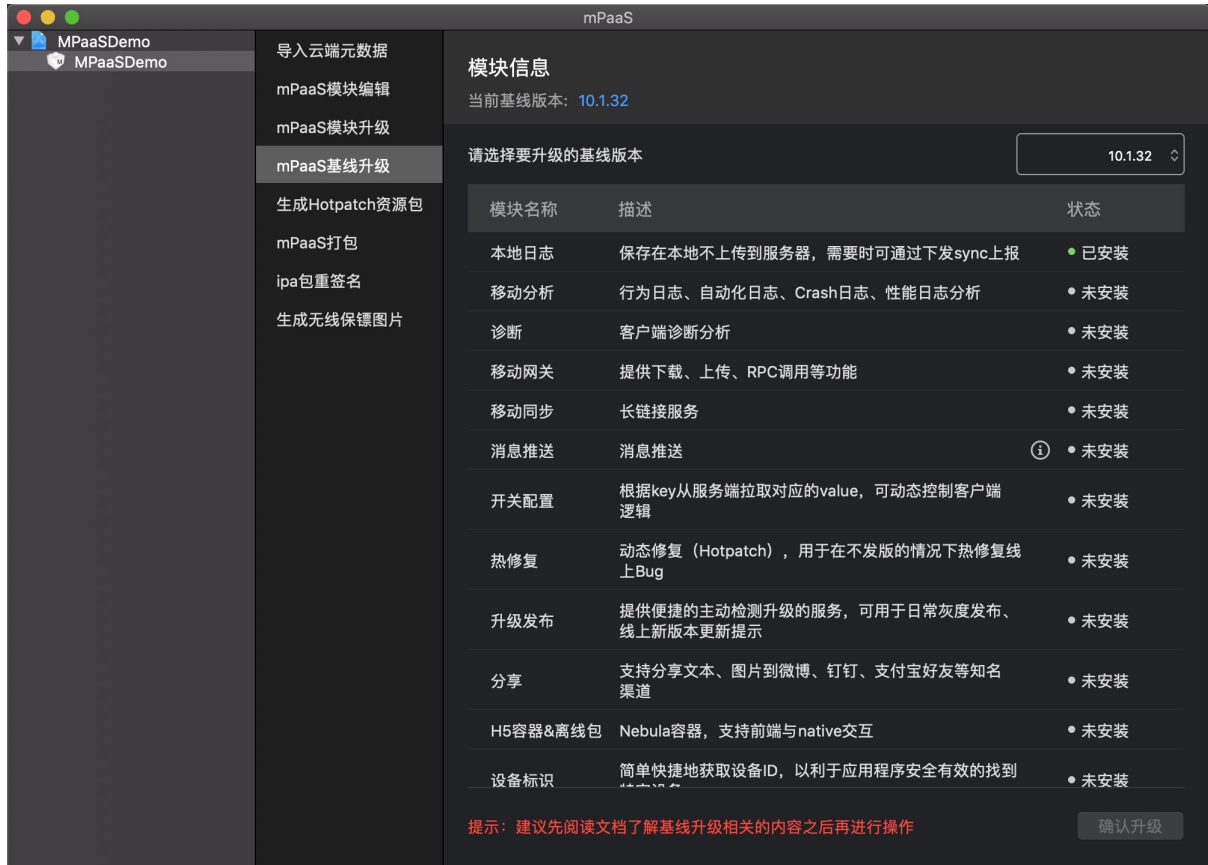 mPaaS
MPaaSDemo
MPaaSDemo
导入云端元数据
mPaaS模块编辑
mPaaS模块升级
mPaaS基线升级
生成Hotpatch资源包
mPaaS打包
ipa包重签名
生成无线保镖图片
模块信息
当前基线版本: 10.1.32
请选择要升级的基线版本
10.1.32
模块名称 描述 状态
本地日志 保存在本地不上传到服务器，需要时可通过下发sync上报 已安装
移动分析 行为日志、自动化日志、Crash日志、性能日志分析 未安装
诊断 客户端诊断分析 未安装
移动网关 提供下载、上传、RPC调用等功能 未安装
移动同步 长链接服务 未安装
消息推送 消息推送 未安装
开关配置 根据key从服务端拉取对应的value，可动态控制客户端
逻辑 未安装
热修复 动态修复（Hotpatch），用于在不发版的情况下热修复线
上Bug 未安装
升级发布 提供便捷的主动检测升级的服务，可用于日常灰度发布、
线上新版本更新提示 未安装
分享 支持分享文本、图片到微博、钉钉、支付宝好友等知名
渠道 未安装
H5容器&离线包 Nebula容器，支持前端与native交互 未安装
设备标识 简单快捷地获取设备ID，以利于应用程序安全有效的找到
未安装
提示：建议先阅读文档了解基线升级相关的内容之后再进行操作
确认升级